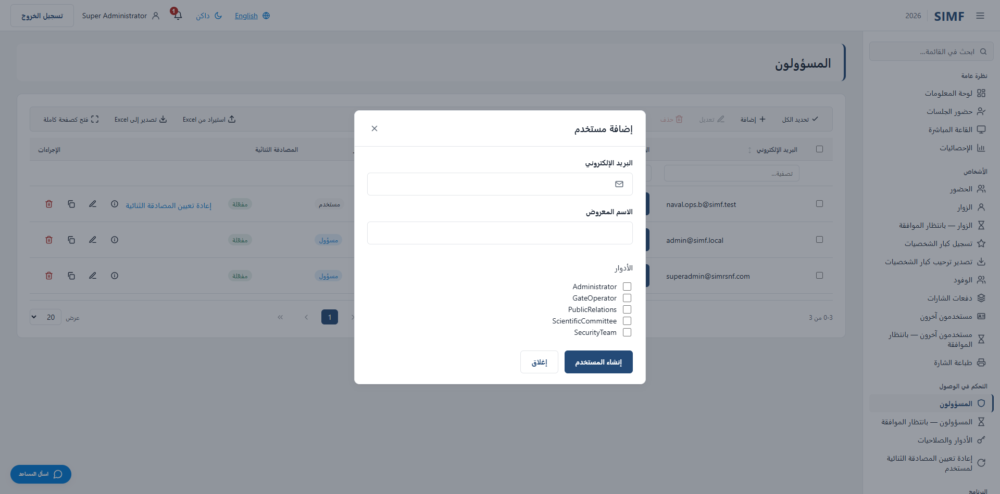 SIMF
2026
English
داكن
1
Super Administrator
تسجيل الخروج
ابحث في القائمة...
نظرة عامة
لوحة المعلومات
حضور الجلسات
القاعة المباشرة
الإحصائيات
الأشخاص
الحضور
الزوار
الزوار — بانتظار الموافقة
تسجيل كبار الشخصيات
تصدير ترحيب كبار الشخصيات
الوفود
دفعات الشارات
مستخدمون آخرون
مستخدمون آخرون — بانتظار
الموافقة
طباعة الشارة
التحكم في الوصول
المسؤولون
المسؤولون — بانتظار الموافقة
الأدوار والصلاحيات
إعادة تعيين المصادقة الثنائية
لمستخدم
البرنامج
المسؤولون
تحديد الكل
إضافة
تعديل
حذف
استيراد من Excel
تصدير إلى Excel
فتح كصفحة كاملة
البريد الإلكتروني
المصادقة الثنائية
الإجراءات
تصفية...
naval.ops.b@simf.test
مستخدم
مفعّلة
إعادة تعيين المصادقة الثنائية
admin@simf.local
مسؤول
مفعّلة
superadmin@simrsnf.com
مسؤول
مفعّلة
0-3 من 3
1
عرض
20
إضافة مستخدم
البريد الإلكتروني
الاسم المعروض
الأدوار
Administrator
GateOperator
PublicRelations
ScientificCommittee
SecurityTeam
إنشاء المستخدم
إغلاق
اسأل المساعد